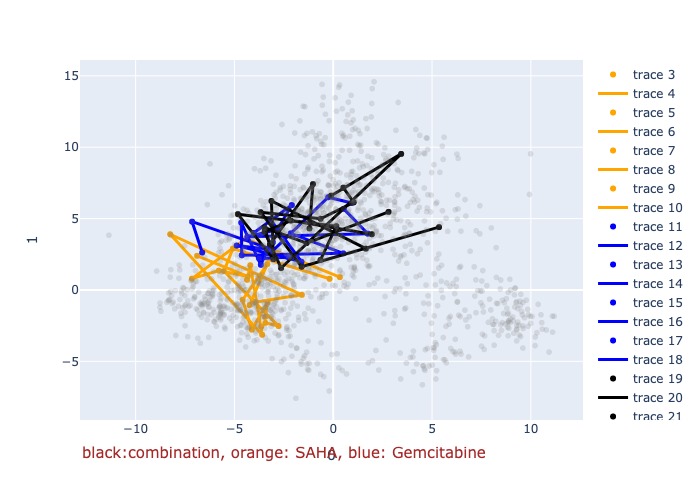 15
10
5
0
−5
1
−10
−5
0
5
10
0
black:combination, orange: SAHA, blue: Gemcitabine
trace 3
trace 4
trace 5
trace 6
trace 7
trace 8
trace 9
trace 10
trace 11
trace 12
trace 13
trace 14
trace 15
trace 16
trace 17
trace 18
trace 19
trace 20
trace 21